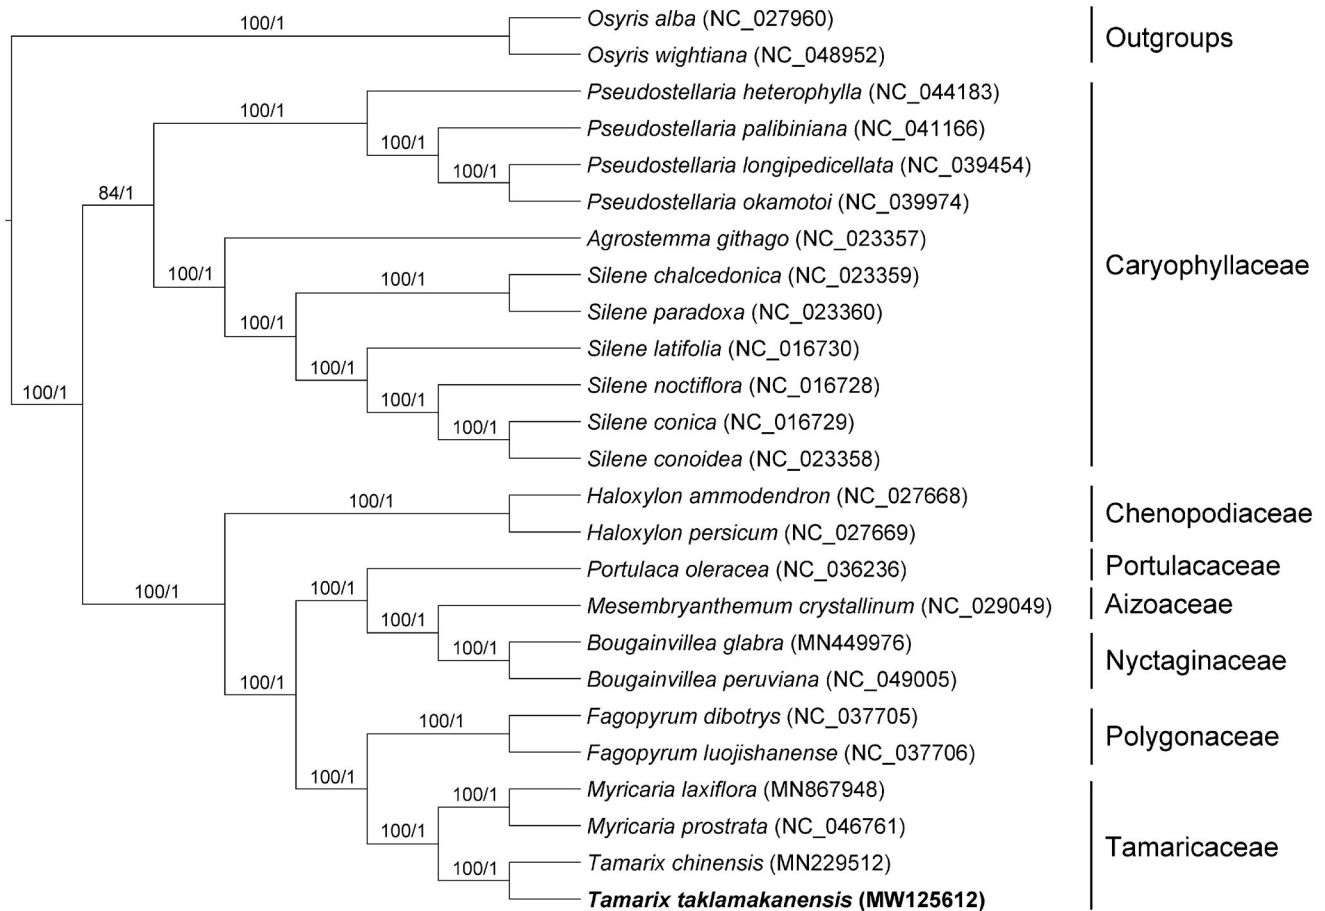 100/1
Osyris alba (NC_027960)
Osyris wightiana (NC_048952)
Outgroups
100/1
Pseudostellaria heterophylla (NC_044183)
100/1
Pseudostellaria palibiniana (NC_041166)
100/1
Pseudostellaria longipedicellata (NC_039454)
Pseudostellaria okamotoi (NC_039974)
84/1
Agrostemma githago (NC_023357)
100/1
100/1
Silene chalcedonica (NC_023359)
Silene paradoxa (NC_023360)
100/1
Silene latifolia (NC_016730)
100/1
Silene noctiflora (NC_016728)
100/1
Silene conica (NC_016729)
100/1
Silene conoidea (NC_023358)
Caryophyllaceae
100/1
100/1
Haloxylon ammodendron (NC_027668)
Haloxylon persicum (NC_027669)
Chenopodiaceae
100/1
100/1
Portulaca oleracea (NC_036236)
Portulacaceae
100/1
Mesembryanthemum crystallinum (NC_029049)
Aizoaceae
100/1
Bougainvillea glabra (MN449976)
Bougainvillea peruviana (NC_049005)
Nyctaginaceae
100/1
100/1
Fagopyrum dibotrys (NC_037705)
Fagopyrum luojishanense (NC_037706)
Polygonaceae
100/1
100/1
Myricaria laxiflora (MN867948)
Myricaria prostrata (NC_046761)
100/1
100/1
Tamarix chinensis (MN229512)
Tamarix taklamakanensis (MW125612)
Tamaricaceae